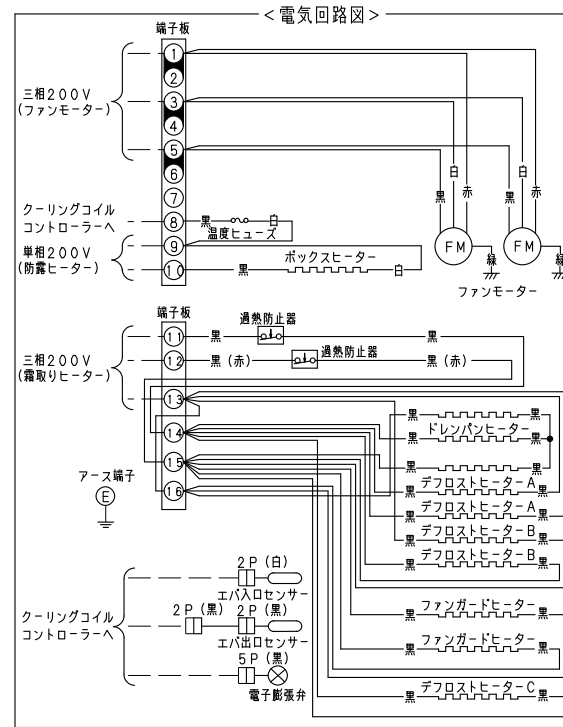 <電気回路図>
端子板
三相200V
(ファンモーター)
1
2
3
4
5
6
7
8
9
10
クーリングコイル
コントローラーへ
単相200V
(防露ヒーター)
黒
白
温度ヒューズ
黒
ボックスヒーター
白
黒
白
赤
黒
白
赤
FM
FM
緑
緑
ファンモーター
端子板
三相200V
(霜取りヒーター)
11
12
13
14
15
16
黒
過熱防止器
黒
黒(赤)
過熱防止器
黒(赤)
アース端子
E
黒
黒
ドレンパンヒーター
黒
黒
黒
黒
デフロストヒーターA
黒
黒
デフロストヒーターA
黒
黒
デフロストヒーターB
黒
黒
デフロストヒーターB
黒
黒
ファンガードヒーター
黒
黒
ファンガードヒーター
黒
黒
デフロストヒーターC
黒
黒
クーリングコイル
コントローラーへ
2P(白)
エバ入口センサー
2P(黒)
2P(黒)
エバ出口センサー
5P(黒)
電子膨張弁